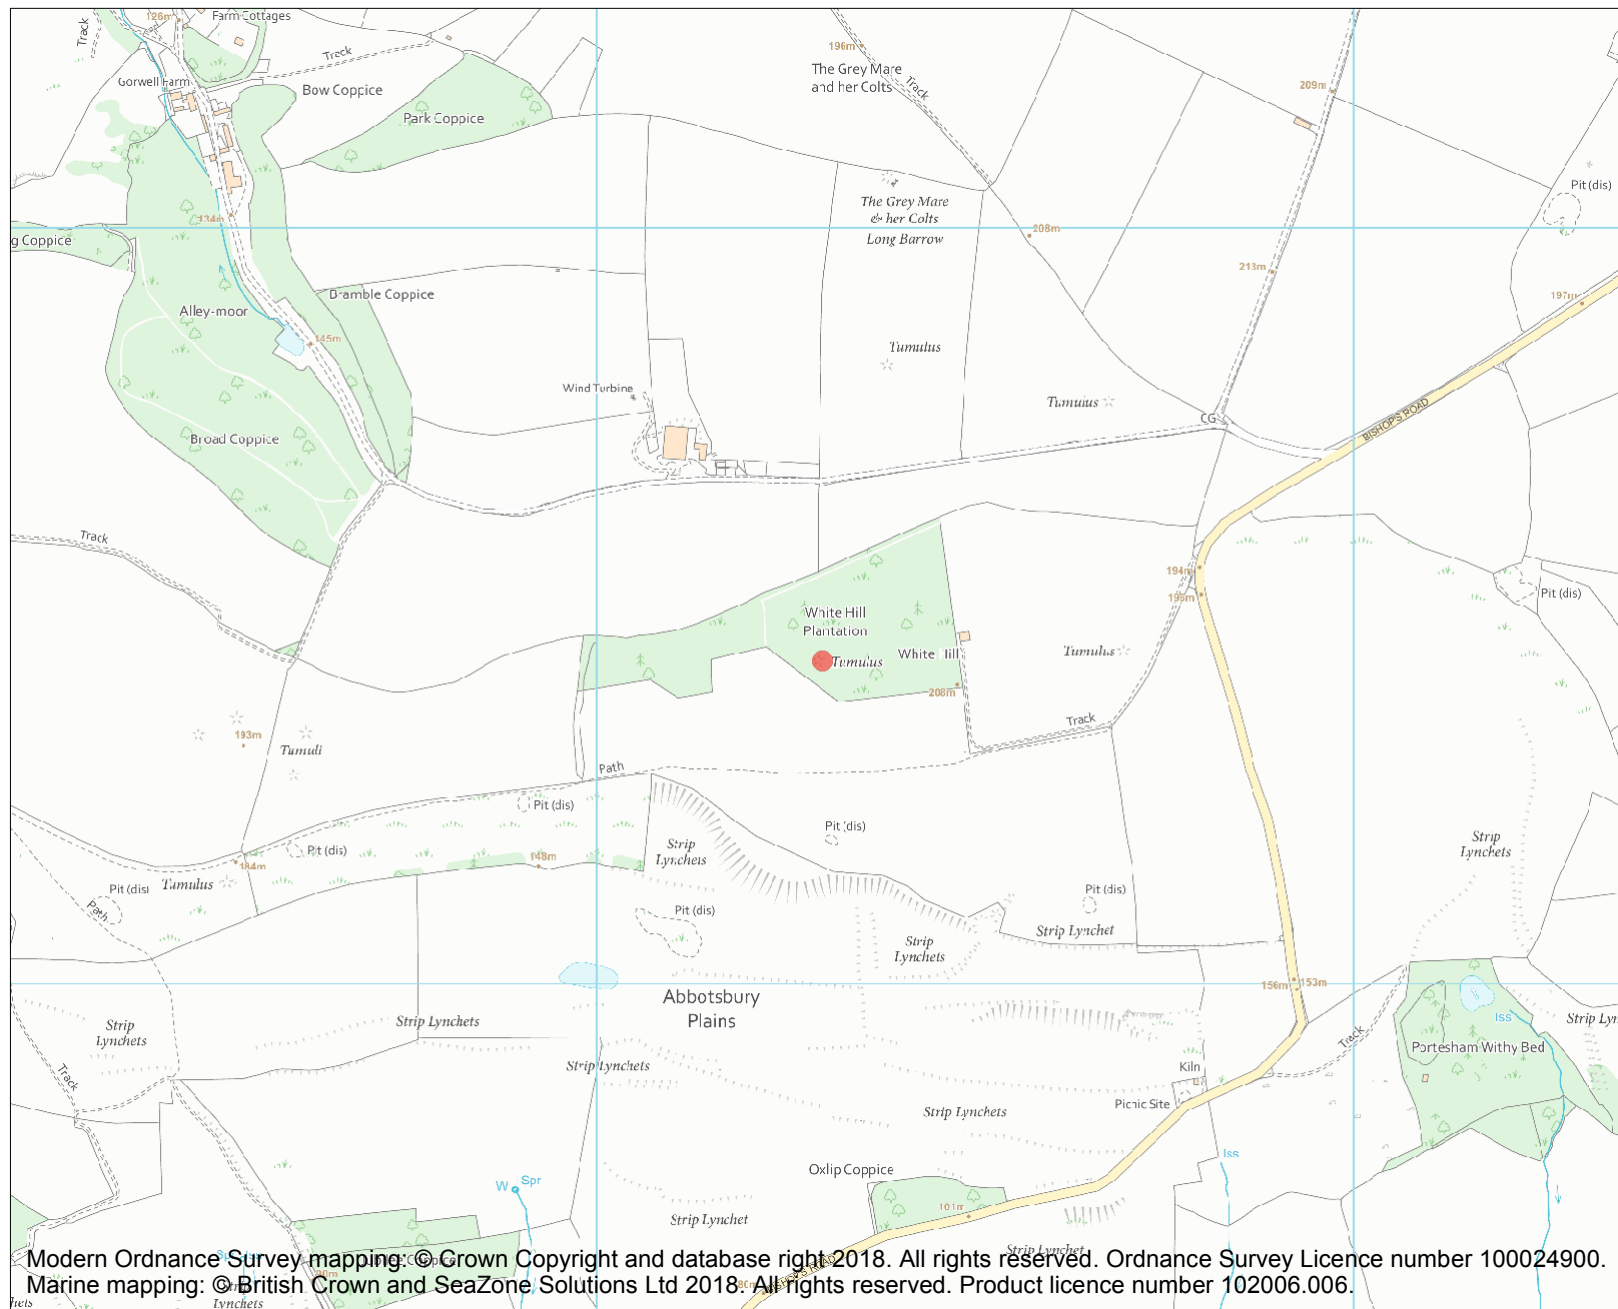 126m
Farm Cottages
Track
Track
Gorwell Farm
Bow Coppice
Park Coppice
196m
The Grey Mare
and her Colts
Track
209m
Pit (dis)
134m
The Grey Mare
& her Colts
Long Barrow
208m
g Coppice
213m
197m
Bramble Coppice
Alley-moor
145m
Tumulus
Wind Turbine
Tumulus
CG
BISHOP'S ROAD
Broad Coppice
Track
194m
196m
Pit (dis)
White Hill
Plantation
Tumulus
White Hill
Tumulus
208m
Track
193m
Tumuli
Path
Pit (dis)
Pit (dis)
Strip
Lynchets
Pit (dis)
Strip
Lynchets
184m
148m
Pit (dis)
Tumulus
Path
Pit (dis)
Pit (dis)
Strip Lynchet
Strip
Lynchets
156m
153m
Abbotsbury
Plains
Strip
Lynchets
Strip Lynchets
Iss
Strip Lyn
Track
Portesham Withy Bed
Strip Lynchets
Track
Kiln
Picnic Site
Strip Lynchets
Iss
Oxlip Coppice
W
Spr
101m
Strip Lynchet
Strip Lynchet
BISHOP'S ROAD
Modern Ordnance Survey mapping: © Crown Copyright and database right 2018. All rights reserved. Ordnance Survey Licence number 100024900.
Marine mapping: © British Crown and SeaZone Solutions Ltd 2018. All rights reserved. Product licence number 102006.006.
Lynchets